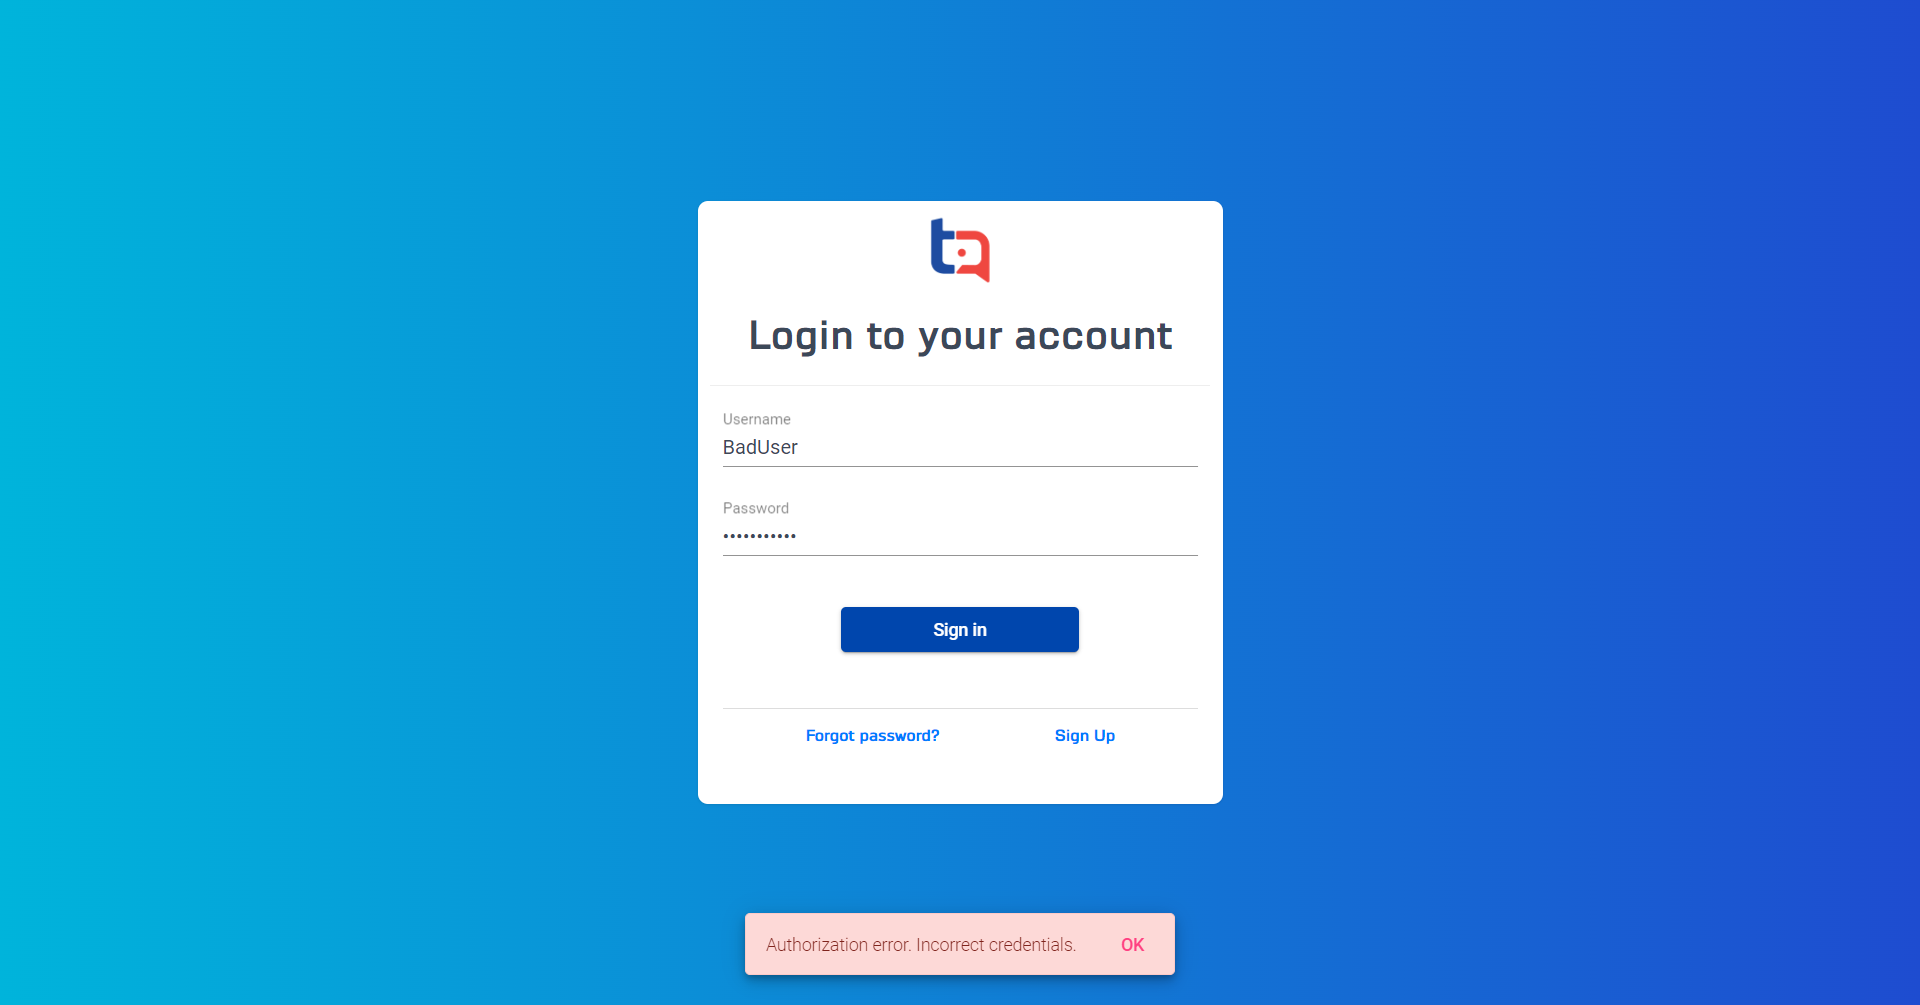 Login to your account
Username
BadUser
Password
•••••••••••
Sign in
Forgot password? Sign Up
Authorization error. Incorrect credentials. OK